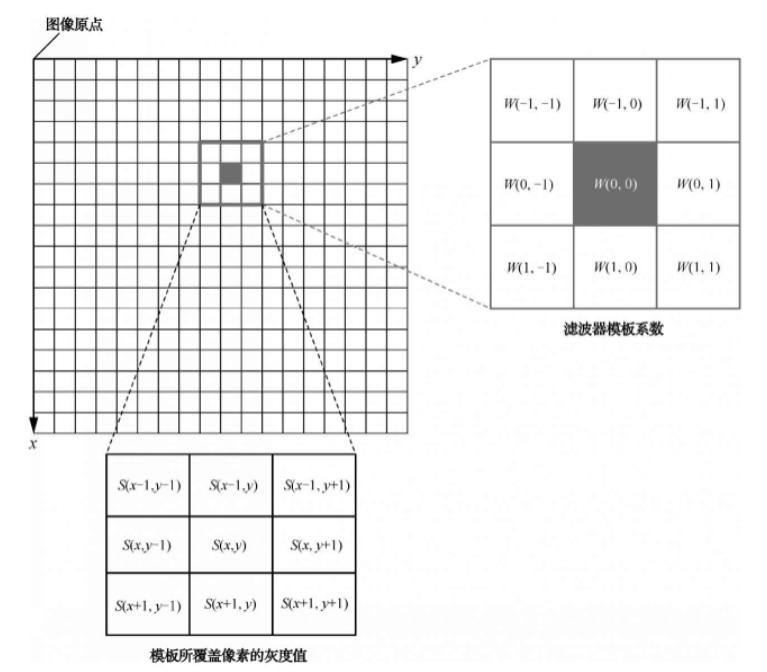 图像原点
y
W(-1, -1) W(-1, 0) W(-1, 1)
W(0, -1) W(0, 0) W(0, 1)
W(1, -1) W(1, 0) W(1, 1)
滤波器模板系数
x
S(x-1,y-1) S(x-1,y) S(x-1, y+1)
S(x,y-1) S(x,y) S(x, y+1)
S(x+1, y-1) S(x+1, y) S(x+1, y+1)
模板所覆盖像素的灰度值